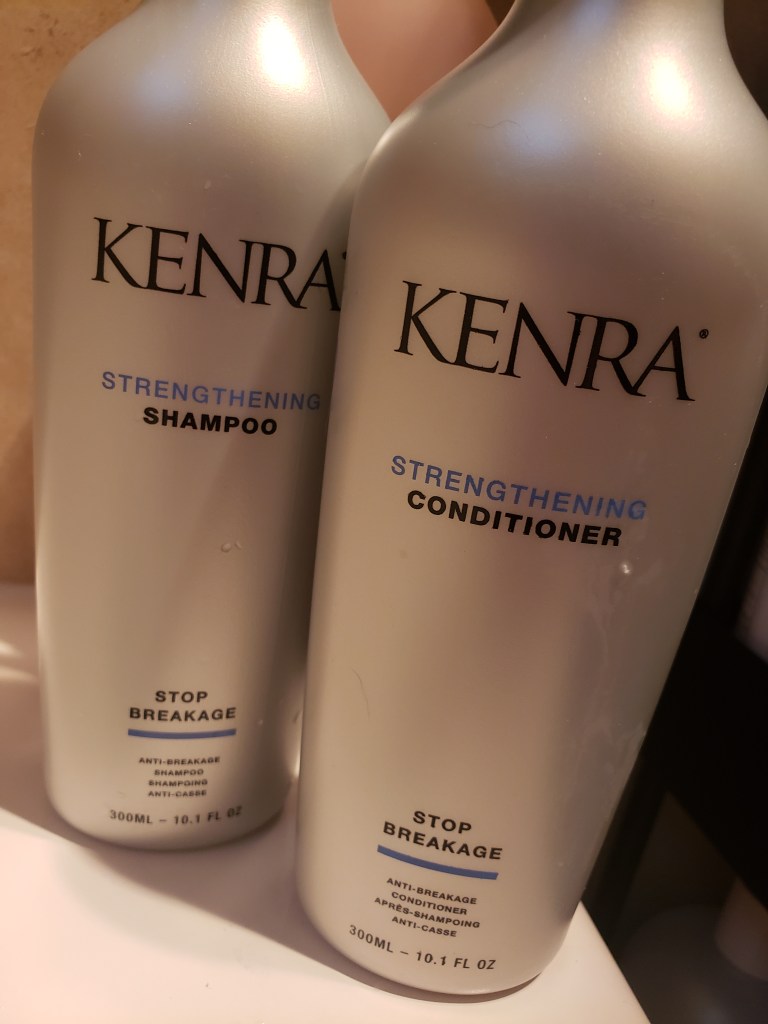 KENRA
STRENGTHENING
SHAMPOO
STOP
BREAKAGE
ANTI-BREAKAGE
SHAMPOO
SHAMPOING
ANTI-CASSE
300ML – 10.1 FL OZ
KENRA®
STRENGTHENING
CONDITIONER
STOP
BREAKAGE
ANTI-BREAKAGE
CONDITIONER
APRÈS-SHAMPOING
ANTI-CASSE
300ML – 10.1 FL OZ